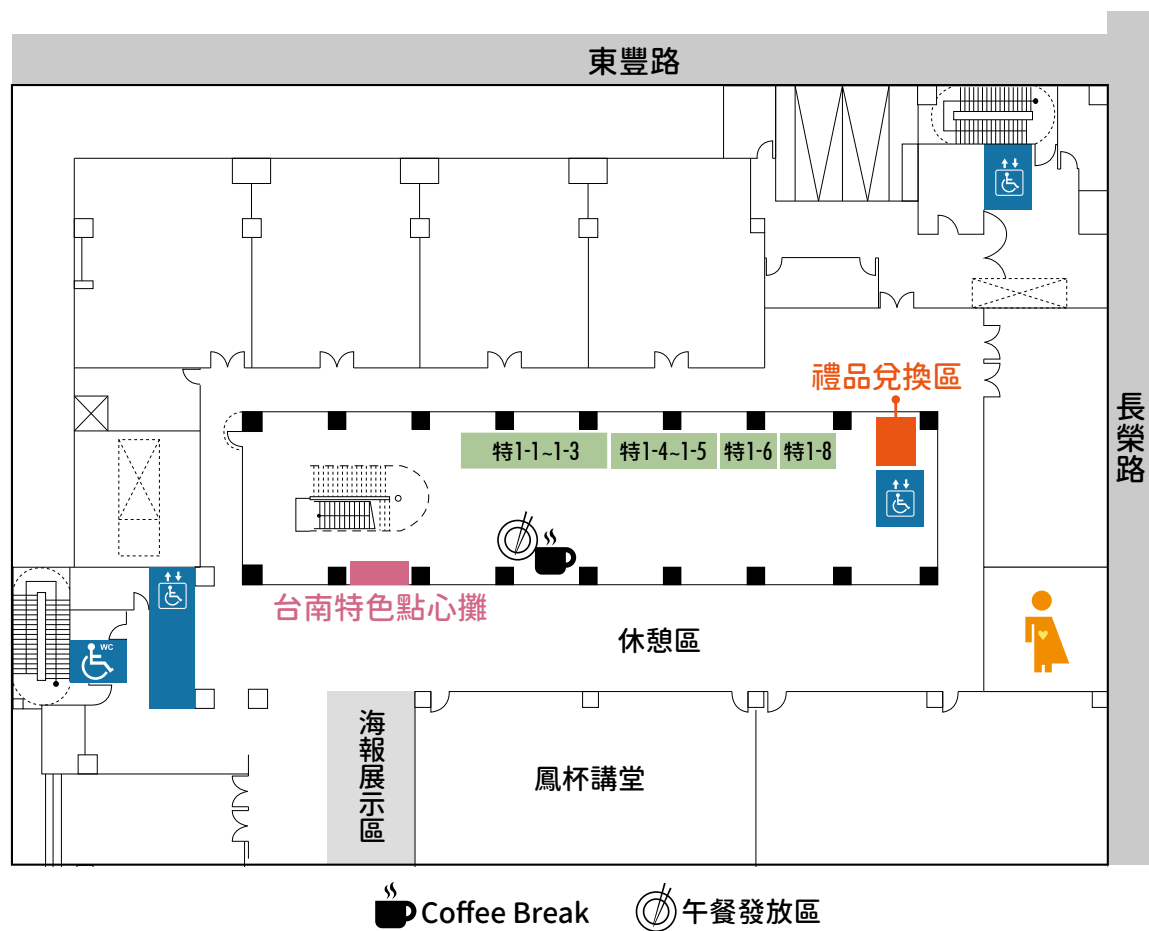 東豐路
長榮路
禮品兌換區
特1-1~1-3
特1-4~1-5
特1-6
特1-8
台南特色點心攤
休憩區
WC
海報展示區
鳳杯講堂
Coffee Break
午餐發放區